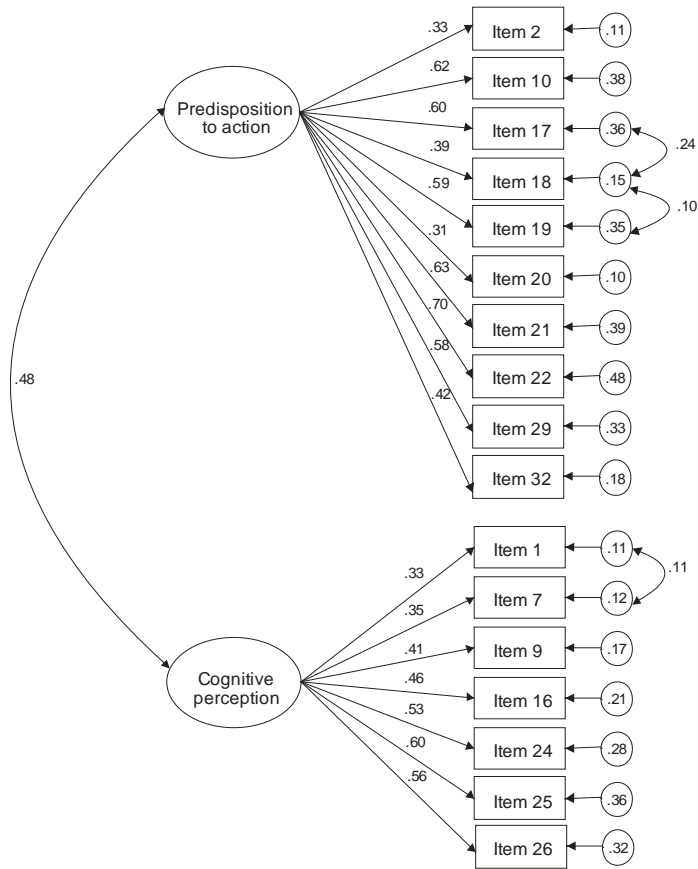 .33
Item 2
.11
.62
Item 10
.38
Predisposition
to action
.60
Item 17
.36
.24
.39
Item 18
.15
.59
.10
Item 19
.35
.31
Item 20
.10
.63
Item 21
.39
.70
.58
Item 22
.48
.48
.42
Item 29
.33
Item 32
.18
Item 1
.11
.33
.11
.35
Item 7
.12
.41
Item 9
.17
Cognitive
perception
.46
Item 16
.21
.53
Item 24
.28
.60
.56
Item 25
.36
Item 26
.32